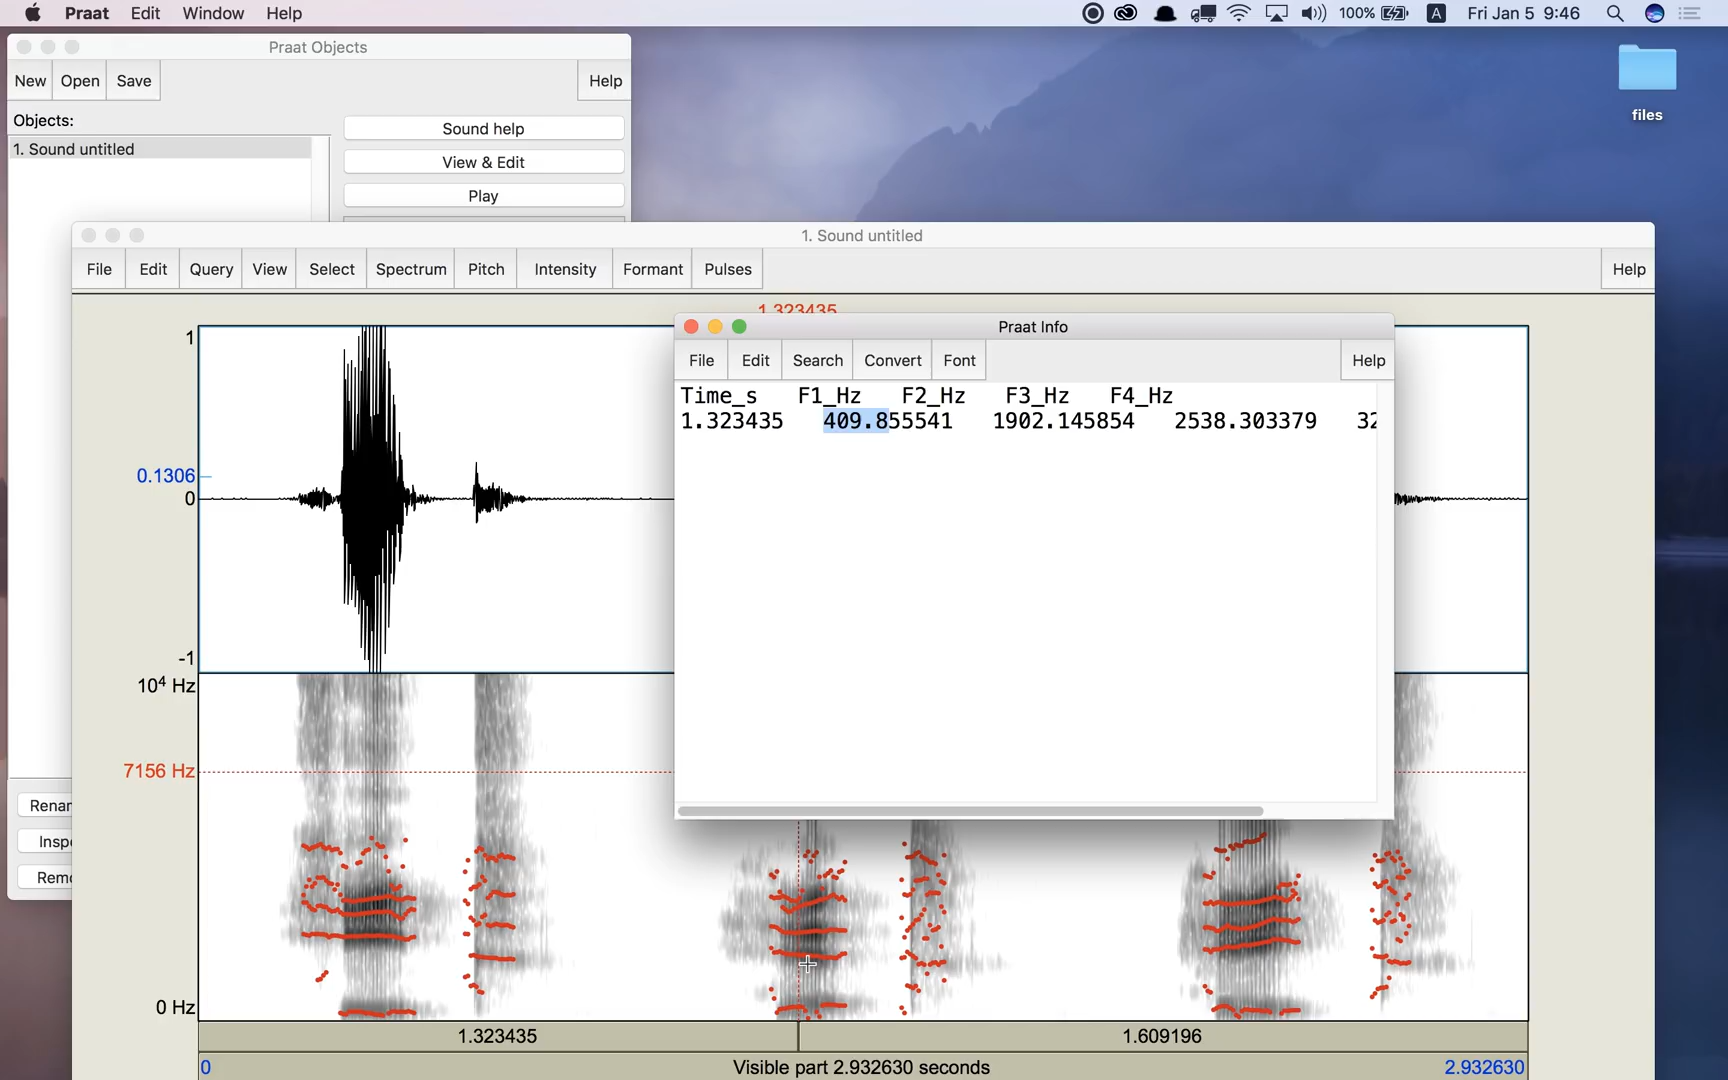 Praat Edit Window Help
100% A Fri Jan 5 9:46
files
Praat Objects
New Open Save Help
Objects:
1. Sound untitled
Sound help
View & Edit
Play
1. Sound untitled
File Edit Query View Select Spectrum Pitch Intensity Formant Pulses Help
1.323435
Praat Info
File Edit Search Convert Font Help
Time_s F1_Hz F2_Hz F3_Hz F4_Hz
1.323435 409.855541 1902.145854 2538.303379 32
1
0.1306
0
-1
10⁴ Hz
7156 Hz
0 Hz
Renar
Inspe
Remo
1.323435 1.609196
0 Visible part 2.932630 seconds 2.932630